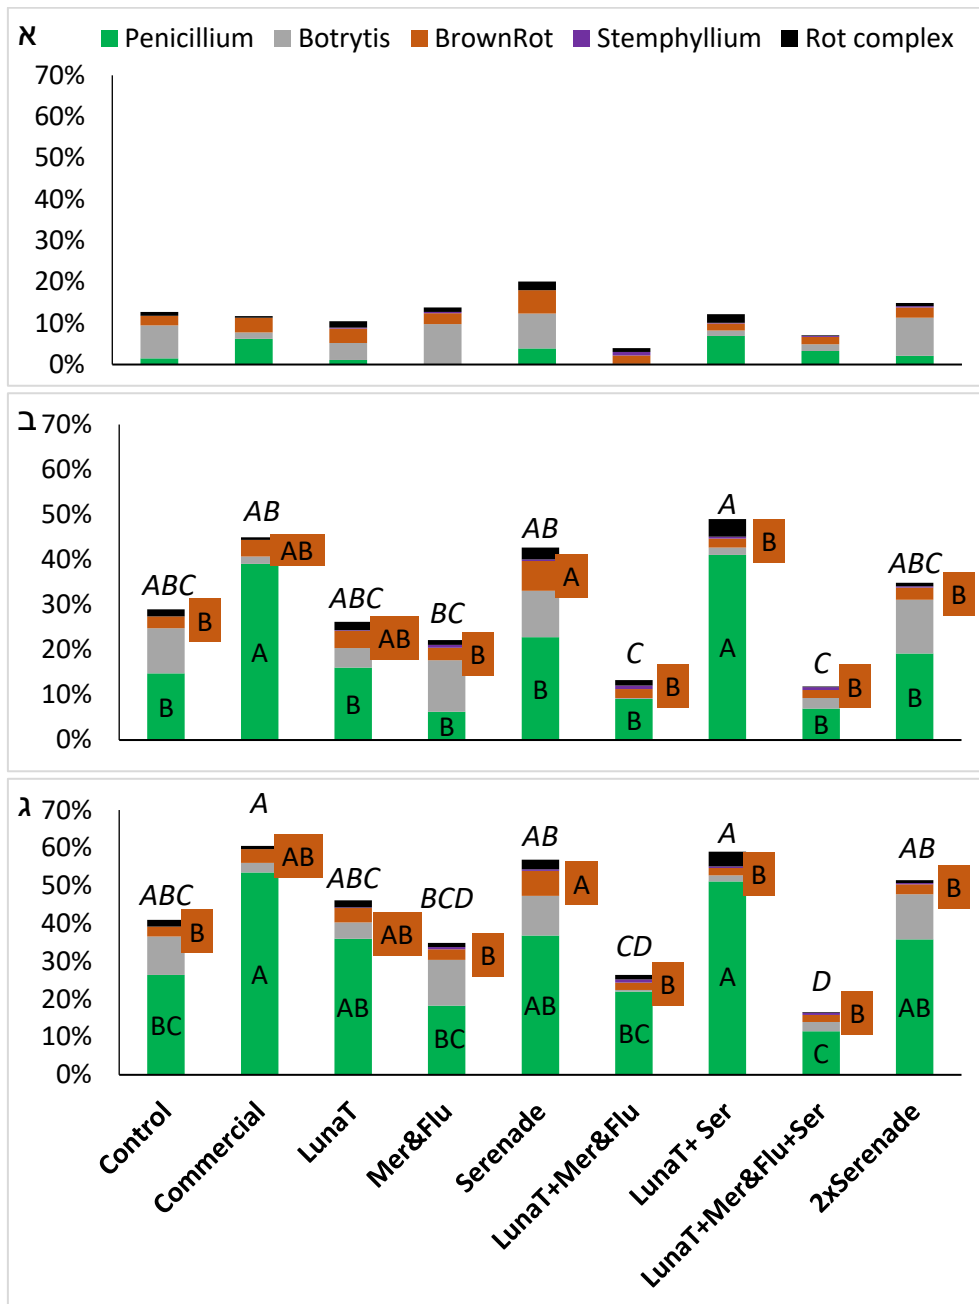 א
Penicillium Botrytis BrownRot Stemphyllium Rot complex
70%
60%
50%
40%
30%
20%
10%
0%
ב
70%
60%
50%
40%
30%
20%
10%
0%
ABC AB ABC BC AB C A C ABC
B AB AB B A B B B B
B A B B B B A B B
ג
70%
60%
50%
40%
30%
20%
10%
0%
ABC A ABC BCD AB CD A D AB
B AB AB B A B B B B
BC A AB BC AB BC A C AB
Control
Commercial
LunaT
Mer&Flu
Serenade
LunaT+Mer&Flu
LunaT+ Ser
LunaT+Mer&Flu+Ser
2xSerenade